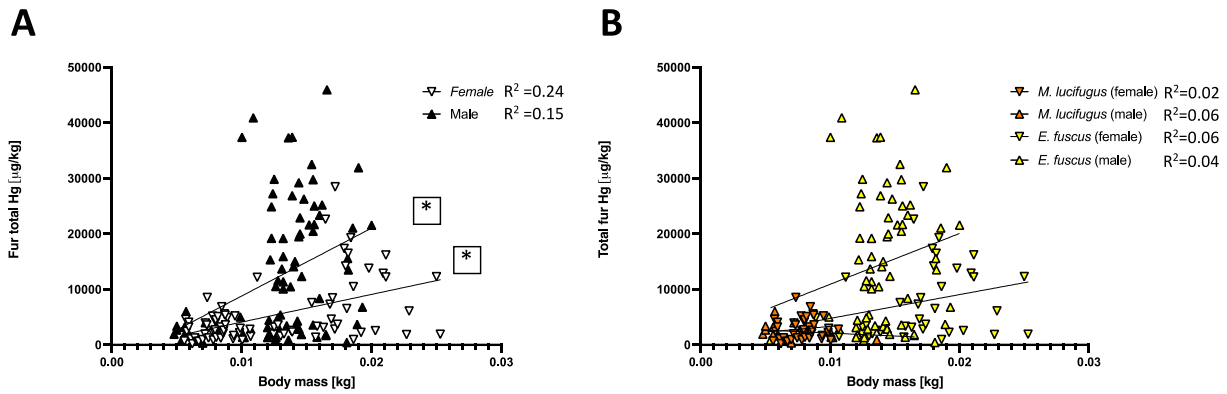 A
50000
40000
30000
20000
10000
0
Fur total Hg [µg/kg]
0.00
0.01
0.02
0.03
Body mass [kg]
Female R² =0.24
Male R² =0.15
*
*
B
50000
40000
30000
20000
10000
0
Total fur Hg [µg/kg]
0.00
0.01
0.02
0.03
Body mass [kg]
M. lucifugus (female) R²=0.02
M. lucifugus (male) R²=0.06
E. fuscus (female) R²=0.06
E. fuscus (male) R²=0.04